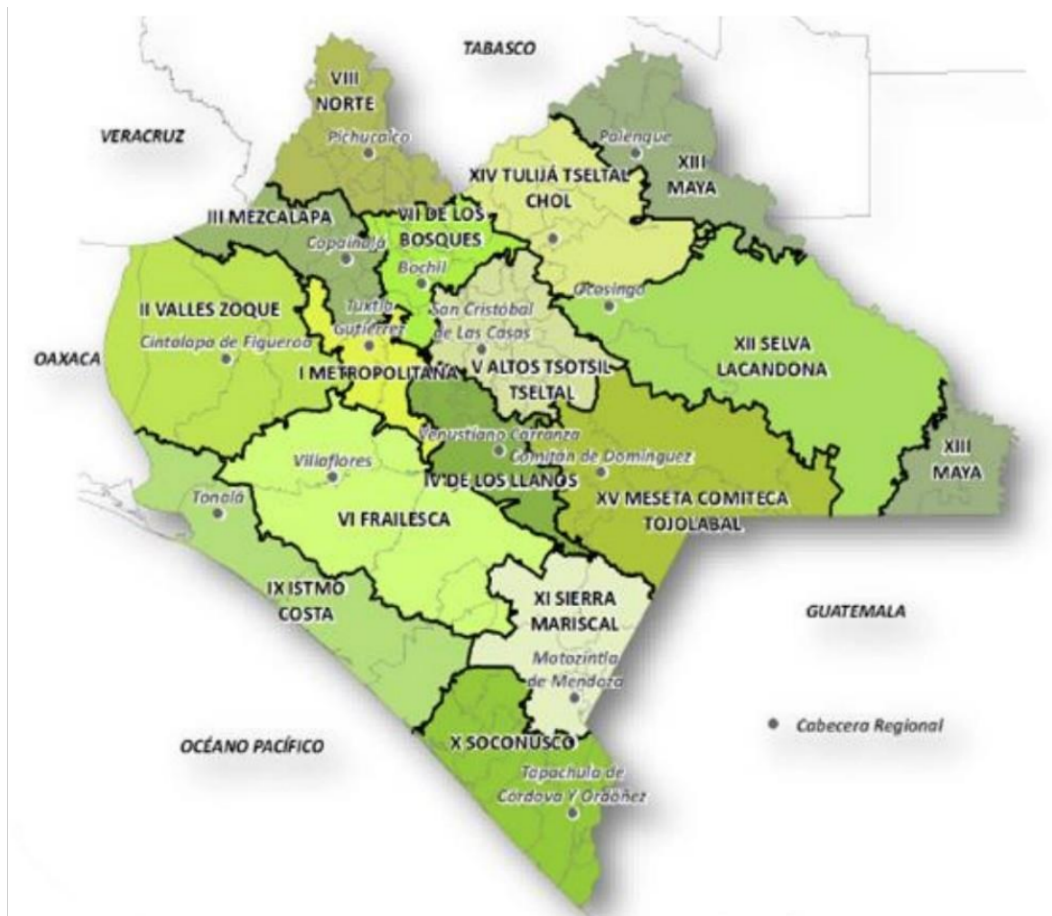 TABASCO
VIII
NORTE
Pichucalco
VERACRUZ
Palenque
XIII
MAYA
XIV TULIJÁ TSELTAL
CHOL
III MEZCALAPA
Copainalá
VII DE LOS
BOSQUES
Bochil
Ocosingo
II VALLES ZOQUE
Cintalapa de Figueroa
Tuxtla
Gutiérrez
San Cristóbal
de Las Casas
OAXACA
I METROPOLITANA
V ALTOS TSOTSIL
TSELTAL
XII SELVA
LACANDONA
Venustiano Carranza
Comitán de Domínguez
XIII
MAYA
Villaflores
IV DE LOS LLANOS
XV MESETA COMITECA
TOJOLABAL
Tonalá
VI FRAILESCA
IX ISTMO
COSTA
XI SIERRA
MARISCAL
GUATEMALA
Motozintla
de Mendoza
OCÉANO PACÍFICO
X SOCONUSCO
Cabecera Regional
Tapachula de
Córdova Y Ordóñez